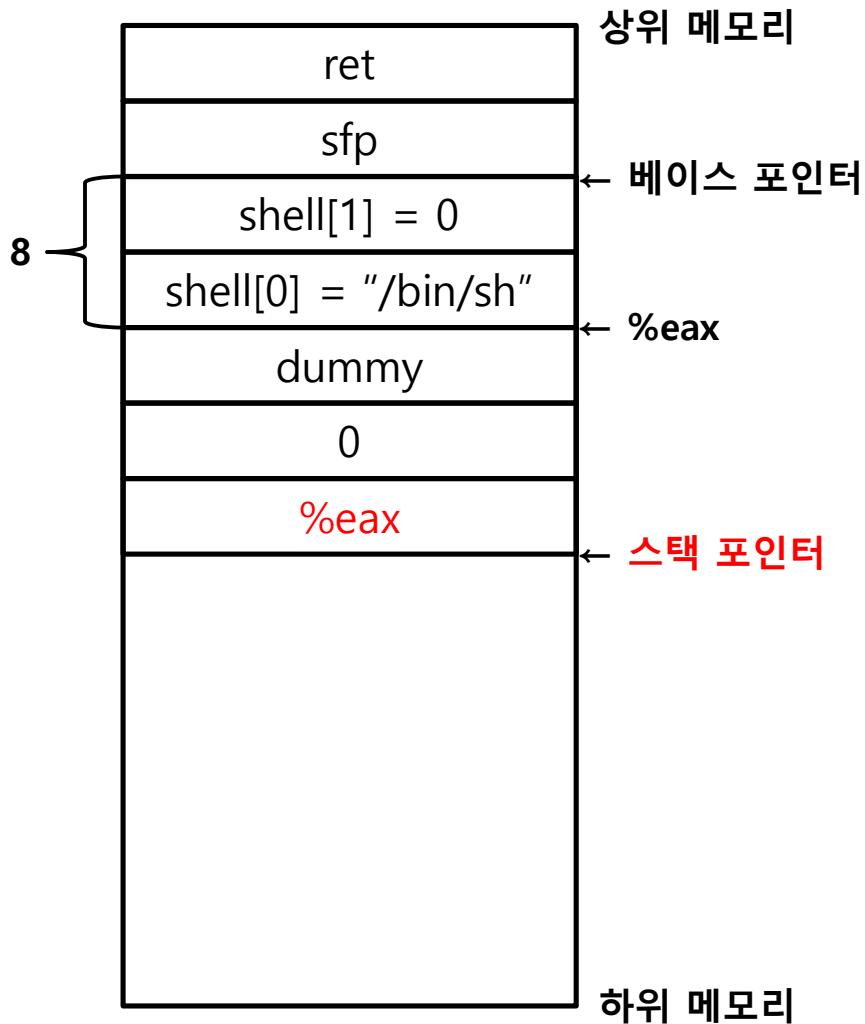 상위 메모리
ret
sfp
← 베이스 포인터
8
shell[1] = 0
shell[0] = "/bin/sh"
← %eax
dummy
0
%eax
← 스택 포인터
하위 메모리